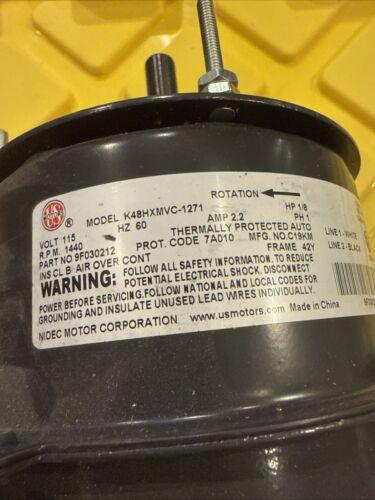 ROTATION
US
MODEL K48HXMVC-1271 HP 1/8
VOLT 115 HZ 60 AMP 2.2 PH 1
R.P.M. 1440 THERMALLY PROTECTED AUTO
PART NO 9F030212 PROT. CODE 7A010 MFG. NO.C19KM
INS CL B AIR OVER CONT FRAME 42Y
LINE 1 - WHITE
LINE 2 - BLACK
WARNING: FOLLOW ALL SAFETY INFORMATION. TO REDUCE
POTENTIAL ELECTRICAL SHOCK. DISCONNECT
POWER BEFORE SERVICING.FOLLOW NATIONAL AND LOCAL CODES FOR
GROUNDING AND INSULATE UNUSED LEAD WIRES INDIVIDUALLY.
NIDEC MOTOR CORPORATION www.usmotors.com Made in China